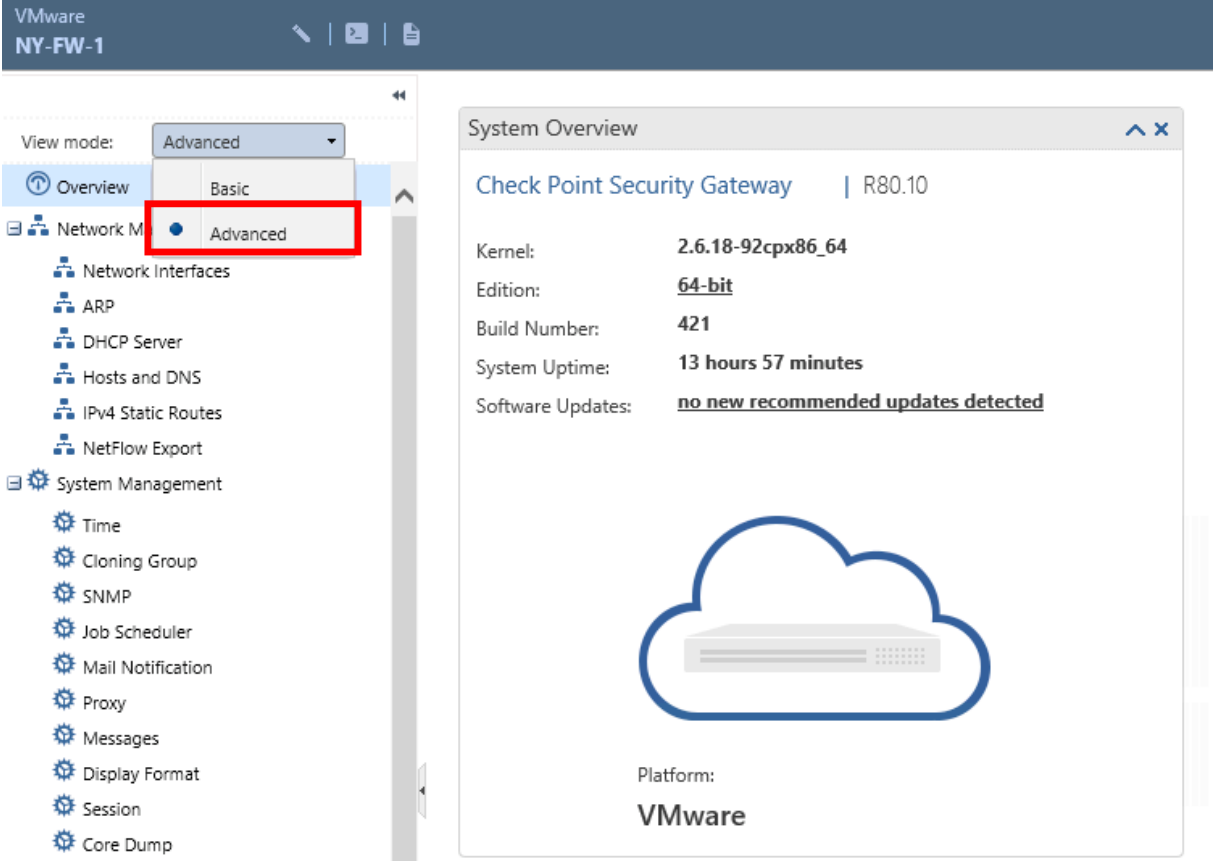 VMware
NY-FW-1
View mode: Advanced
Overview
Basic
Network M
Advanced
Network Interfaces
ARP
DHCP Server
Hosts and DNS
IPv4 Static Routes
NetFlow Export
System Management
Time
Cloning Group
SNMP
Job Scheduler
Mail Notification
Proxy
Messages
Display Format
Session
Core Dump
System Overview
Check Point Security Gateway | R80.10
Kernel: 2.6.18-92cpx86_64
Edition: 64-bit
Build Number: 421
System Uptime: 13 hours 57 minutes
Software Updates: no new recommended updates detected
Platform:
VMware